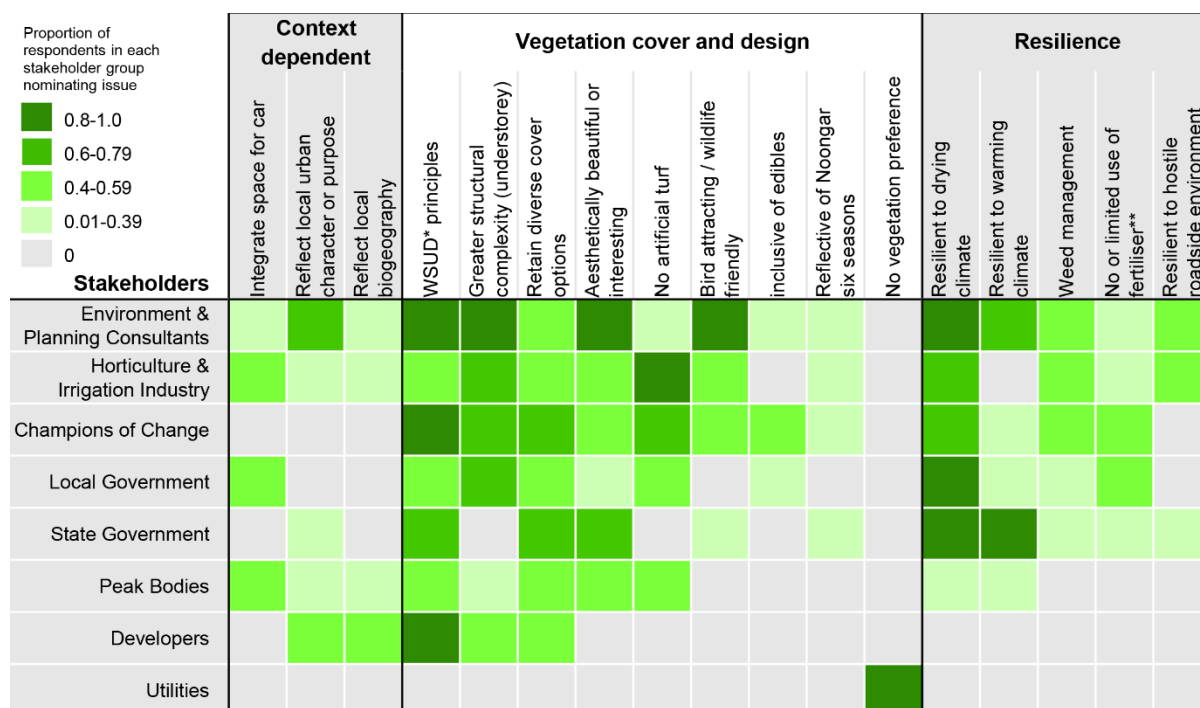 Proportion of
respondents in each
stakeholder group
nominating issue
0.8-1.0
0.6-0.79
0.4-0.59
0.01-0.39
0
Stakeholders
Context
dependent
Vegetation cover and design
Resilience
Integrate space for car
Reflect local urban
character or purpose
Reflect local
biogeography
WSUD* principles
Greater structural
complexity (understorey)
Retain diverse cover
options
Aesthetically beautiful or
interesting
No artificial turf
Bird attracting / wildlife
friendly
inclusive of edibles
Reflective of Noongar
six seasons
No vegetation preference
Resilient to drying
climate
Resilient to warming
climate
Weed management
No or limited use of
fertiliser**
Resilient to hostile
roadside environment
Environment &
Planning Consultants
Horticulture &
Irrigation Industry
Champions of Change
Local Government
State Government
Peak Bodies
Developers
Utilities